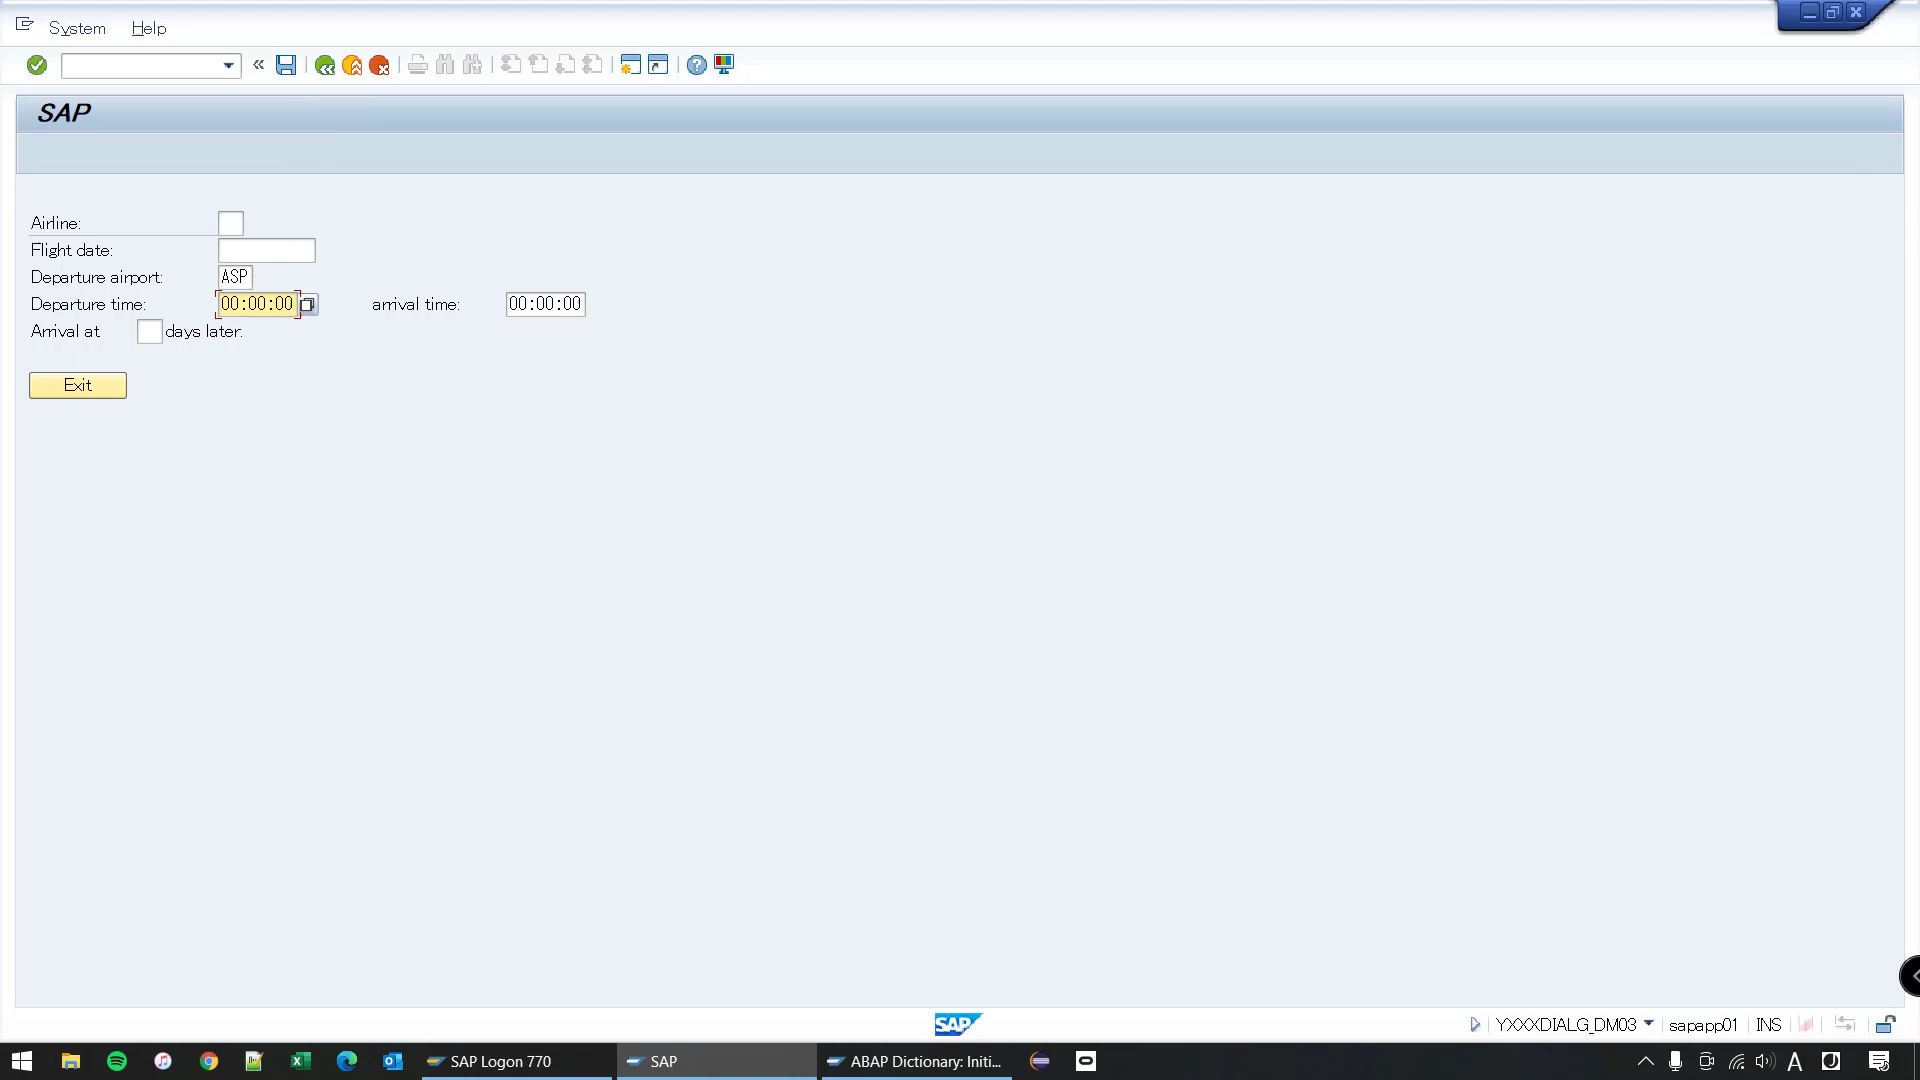 System Help
SAP
Airline:
Flight date:
Departure airport: ASP
Departure time: 00:00:00 arrival time: 00:00:00
Arrival at days later.
Exit
SAP
YXXXDIALG_DM03 sapapp01 INS
SAP Logon 770 SAP ABAP Dictionary: Initi... A